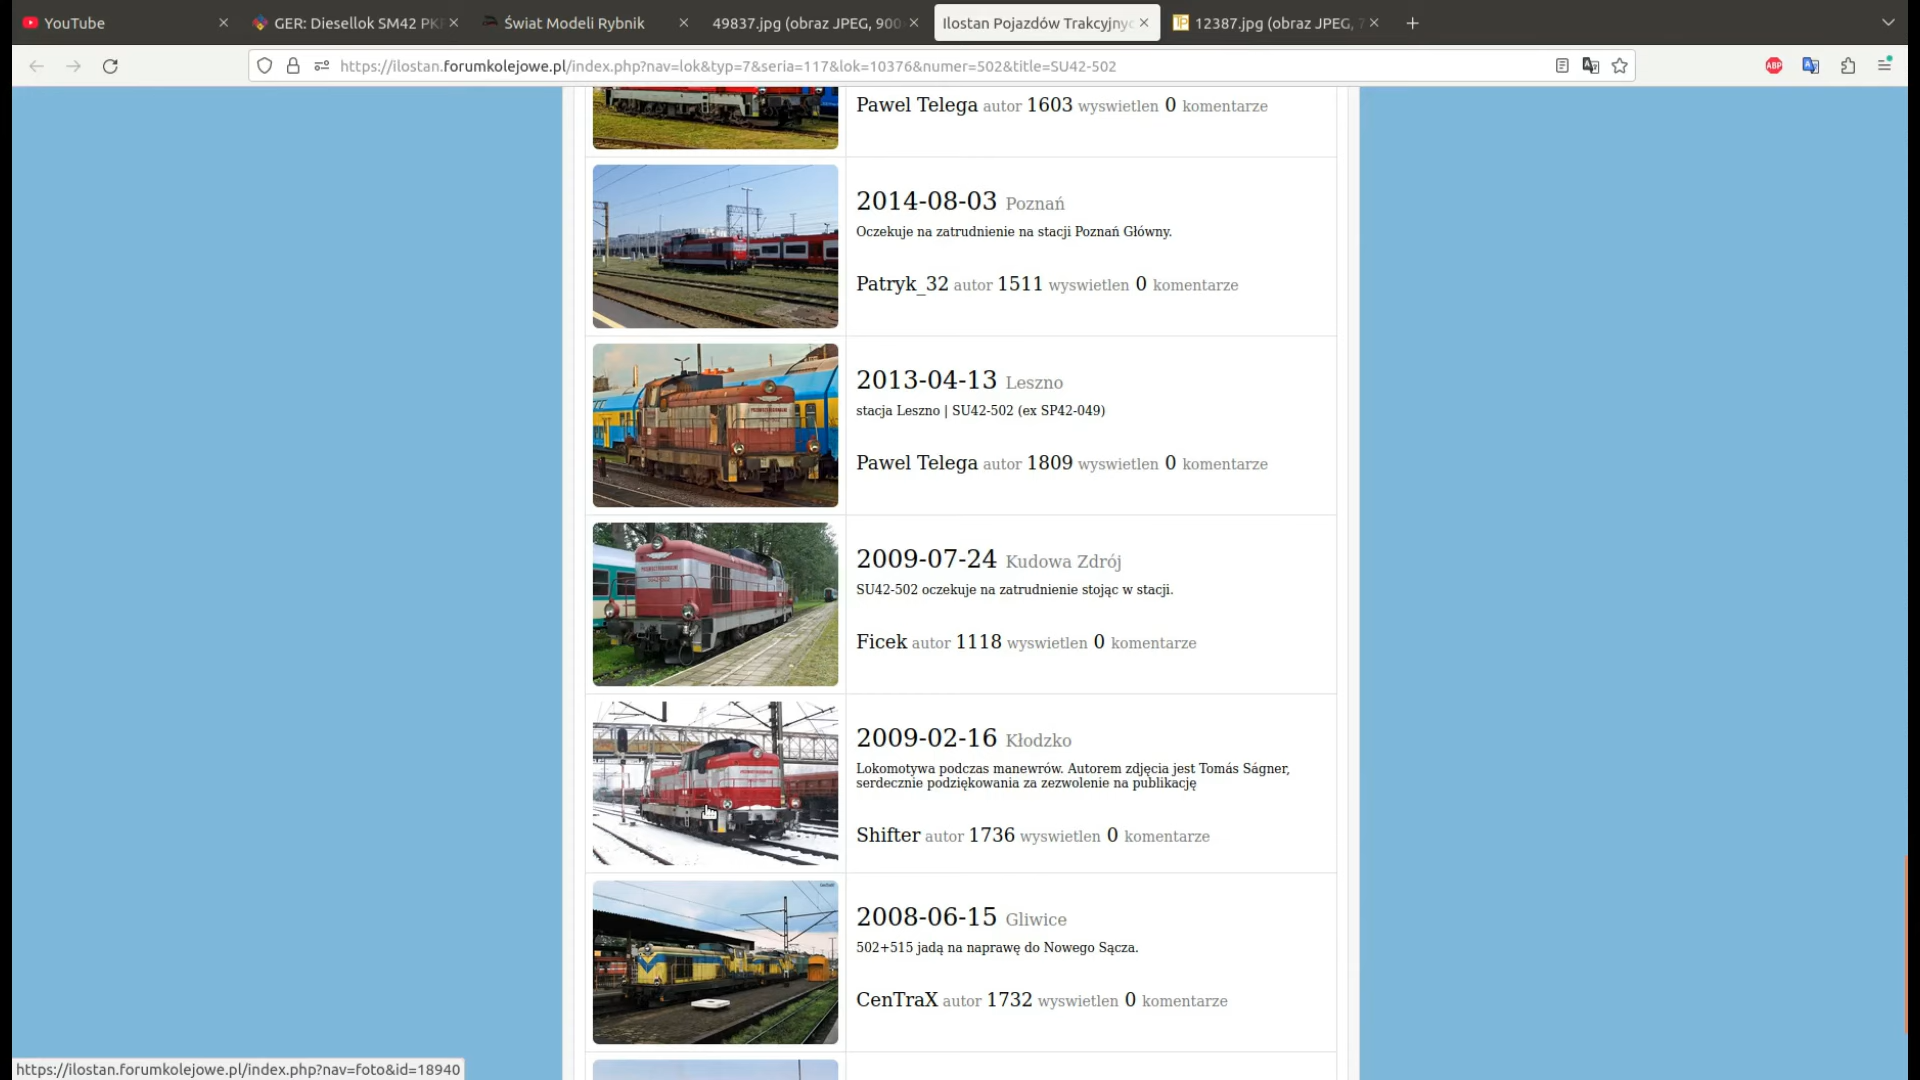 YouTube
GER: Diesellok SM42 PK
Świat Modeli Rybnik
49837.jpg (obraz JPEG, 900
Ilostan Pojazdów Trakcyjnyc
12387.jpg (obraz JPEG, 7
https://ilostan.forumkolejowe.pl/index.php?nav=lok&typ=7&seria=117&lok=10376&numer=502&title=SU42-502
ABP
Pawel Telega autor 1603 wyswietlen 0 komentarze
2014-08-03 Poznań
Oczekuje na zatrudnienie na stacji Poznań Główny.
Patryk_32 autor 1511 wyswietlen 0 komentarze
2013-04-13 Leszno
stacja Leszno | SU42-502 (ex SP42-049)
Pawel Telega autor 1809 wyswietlen 0 komentarze
2009-07-24 Kudowa Zdrój
SU42-502 oczekuje na zatrudnienie stojąc w stacji.
Ficek autor 1118 wyswietlen 0 komentarze
2009-02-16 Kłodzko
Lokomotywa podczas manewrów. Autorem zdjęcia jest Tomás Ságner,
serdecznie podziękowania za zezwolenie na publikację
Shifter autor 1736 wyswietlen 0 komentarze
2008-06-15 Gliwice
502+515 jadą na naprawę do Nowego Sącza.
CenTraX autor 1732 wyswietlen 0 komentarze
https://ilostan.forumkolejowe.pl/index.php?nav=foto&id=18940